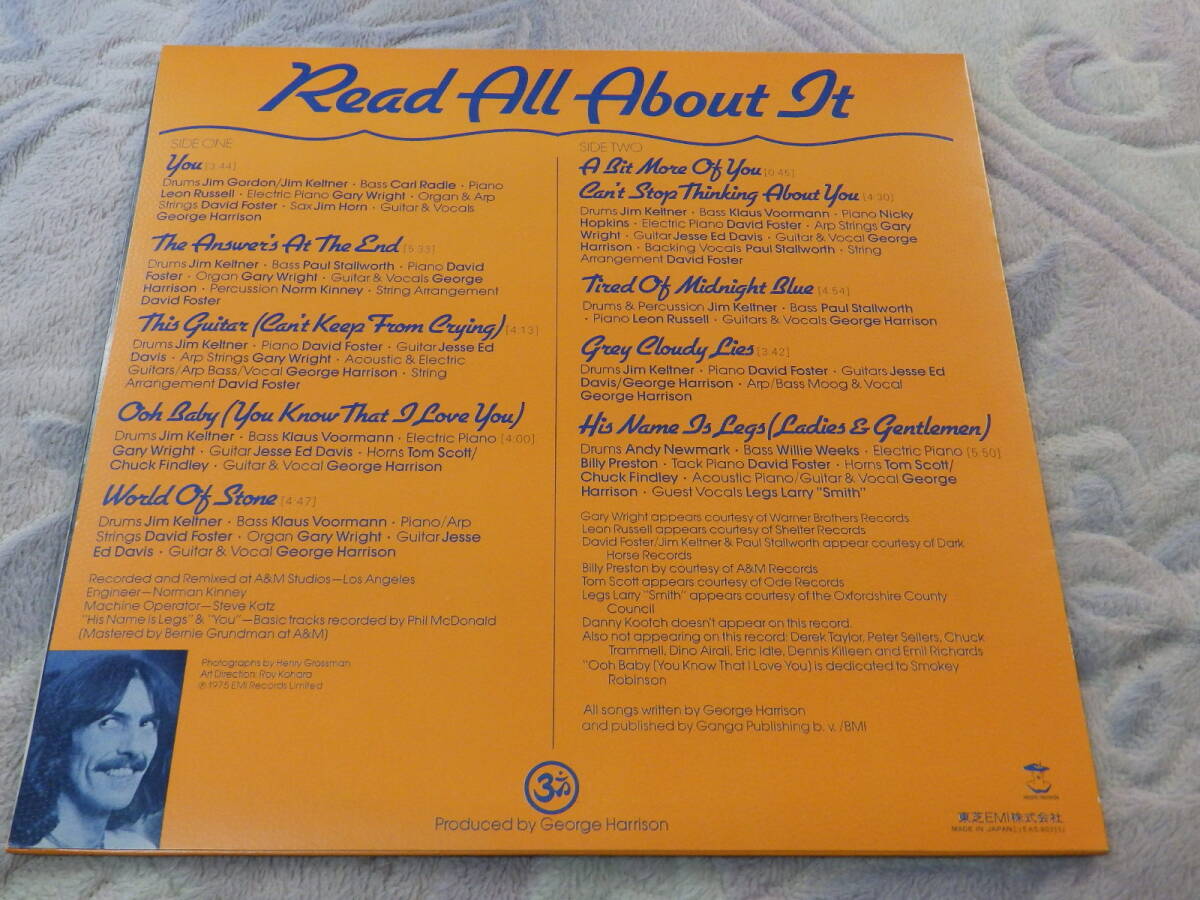 Read All About It
SIDE ONE
You [3:44]
Drums Jim Gordon/Jim Keltner · Bass Carl Radle · Piano
Leon Russell · Electric Piano Gary Wright · Organ & Arp
Strings David Foster · Sax Jim Horn · Guitar & Vocals
George Harrison
The Answer's At The End [5:33]
Drums Jim Keltner · Bass Paul Stallworth · Piano David
Foster · Organ Gary Wright · Guitar & Vocals George
Harrison · Percussion Norm Kinney · String Arrangement
David Foster
This Guitar (Can't Keep From Crying) [4:13]
Drums Jim Keltner · Piano David Foster · Guitar Jesse Ed
Davis · Arp Strings Gary Wright · Acoustic & Electric
Guitars/Arp Bass/Vocal George Harrison · String
Arrangement David Foster
Ooh Baby (You Know That I Love You)
Drums Jim Keltner · Bass Klaus Voormann · Electric Piano [4:00]
Gary Wright · Guitar Jesse Ed Davis · Horns Tom Scott/
Chuck Findley · Guitar & Vocal George Harrison
World Of Stone [4:47]
Drums Jim Keltner · Bass Klaus Voormann · Piano/Arp
Strings David Foster · Organ Gary Wright · Guitar Jesse
Ed Davis · Guitar & Vocal George Harrison
Recorded and Remixed at A&M Studios—Los Angeles
Engineer—Norman Kinney
Machine Operator—Steve Katz
"His Name is Legs" & "You"—Basic tracks recorded by Phil McDonald
(Mastered by Bernie Grundman at A&M)
Photographs by Henry Grossman
Art Direction: Roy Kohara
℗ 1975 EMI Records Limited
SIDE TWO
A Bit More Of You [0:45]
Can't Stop Thinking About You [4:30]
Drums Jim Keltner · Bass Klaus Voormann · Piano Nicky
Hopkins · Electric Piano David Foster · Arp Strings Gary
Wright · Guitar Jesse Ed Davis · Guitar & Vocal George
Harrison · Backing Vocals Paul Stallworth · String
Arrangement David Foster
Tired Of Midnight Blue [4:54]
Drums & Percussion Jim Keltner · Bass Paul Stallworth
· Piano Leon Russell · Guitars & Vocals George Harrison
Grey Cloudy Lies [3:42]
Drums Jim Keltner · Piano David Foster · Guitars Jesse Ed
Davis/George Harrison · Arp/Bass Moog & Vocal
George Harrison
His Name Is Legs (Ladies & Gentlemen)
Drums Andy Newmark · Bass Willie Weeks · Electric Piano [5:50]
Billy Preston · Tack Piano David Foster · Horns Tom Scott/
Chuck Findley · Acoustic Piano/Guitar & Vocal George
Harrison · Guest Vocals Legs Larry "Smith"
Gary Wright appears courtesy of Warner Brothers Records
Leon Russell appears courtesy of Shelter Records
David Foster/Jim Keltner & Paul Stallworth appear courtesy of Dark
Horse Records
Billy Preston by courtesy of A&M Records
Tom Scott appears courtesy of Ode Records
Legs Larry "Smith" appears courtesy of the Oxfordshire County
Council
Danny Kootch doesn't appear on this record.
Also not appearing on this record: Derek Taylor, Peter Sellers, Chuck
Trammell, Dino Airali, Eric Idle, Dennis Killeen and Emil Richards
"Ooh Baby (You Know That I Love You) is dedicated to Smokey
Robinson
All songs written by George Harrison
and published by Ganga Publishing b. v. /BMI
ॐ
Produced by George Harrison
東芝EMI株式会社
MADE IN JAPAN